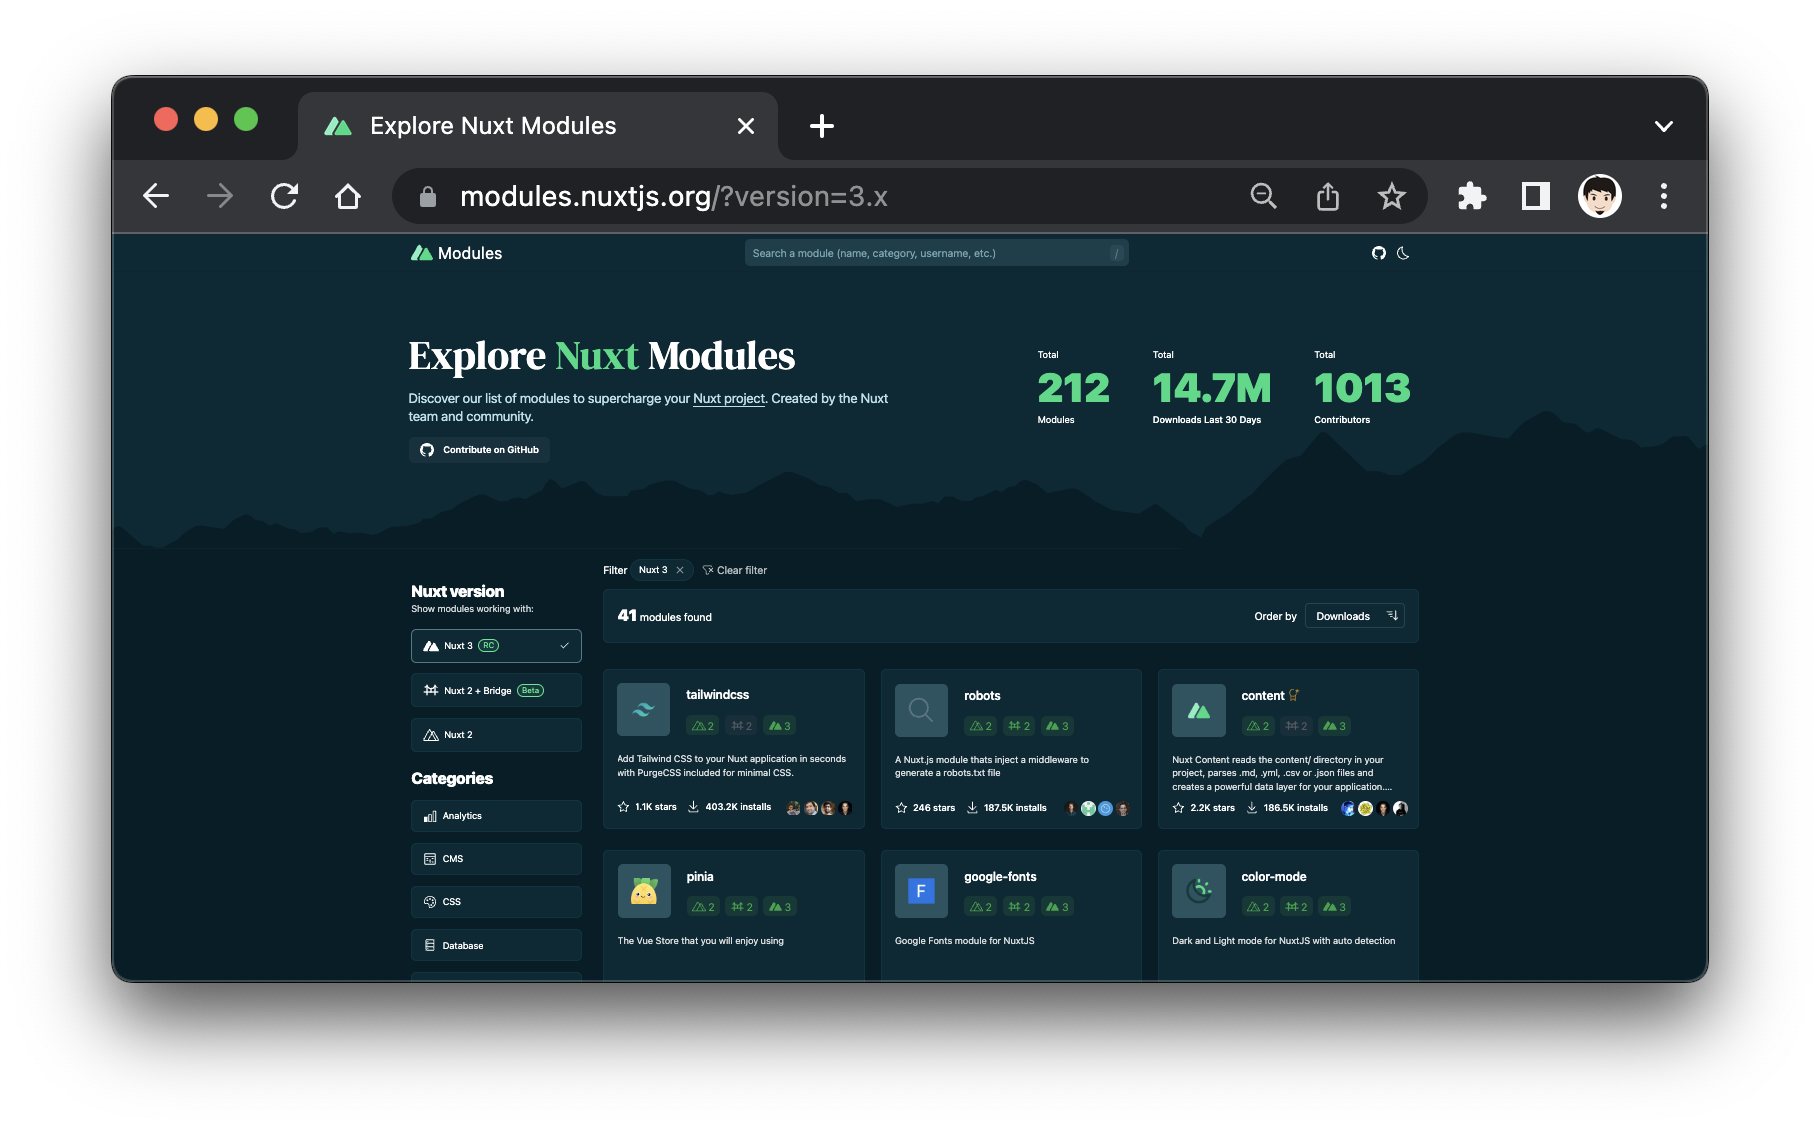 Explore Nuxt Modules
modules.nuxtjs.org/?version=3.x
Modules
Search a module (name, category, username, etc.)
/
Explore Nuxt Modules
Discover our list of modules to supercharge your Nuxt project. Created by the Nuxt
team and community.
Contribute on GitHub
Total
212
Modules
Total
14.7M
Downloads Last 30 Days
Total
1013
Contributors
Nuxt version
Show modules working with:
Nuxt 3 RC
Nuxt 2 + Bridge Beta
Nuxt 2
Categories
Analytics
CMS
CSS
Database
Filter Nuxt 3 Clear filter
41 modules found
Order by Downloads
tailwindcss
2 2 3
Add Tailwind CSS to your Nuxt application in seconds
with PurgeCSS included for minimal CSS.
1.1K stars 403.2K installs
robots
2 2 3
A Nuxt.js module thats inject a middleware to
generate a robots.txt file
246 stars 187.5K installs
content
2 2 3
Nuxt Content reads the content/ directory in your
project, parses .md, .yml, .csv or .json files and
creates a powerful data layer for your application....
2.2K stars 186.5K installs
pinia
2 2 3
The Vue Store that you will enjoy using
F
google-fonts
2 2 3
Google Fonts module for NuxtJS
color-mode
2 2 3
Dark and Light mode for NuxtJS with auto detection